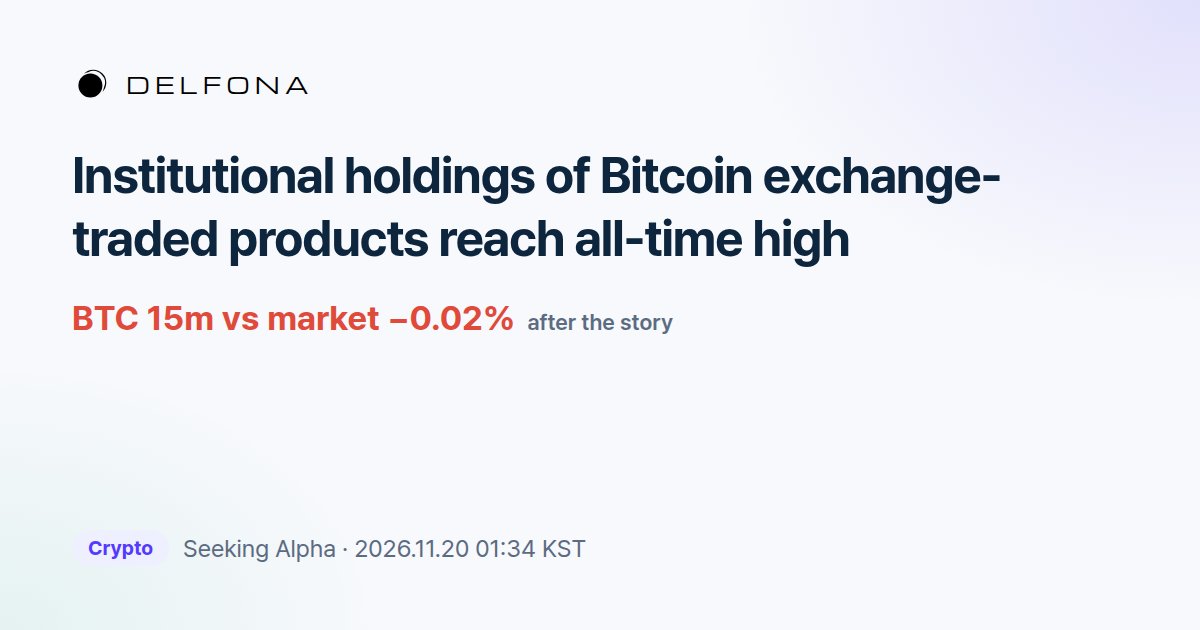 DELFONA
Institutional holdings of Bitcoin exchange-
traded products reach all-time high
BTC 15m vs market −0.02% after the story
Crypto Seeking Alpha · 2026.11.20 01:34 KST